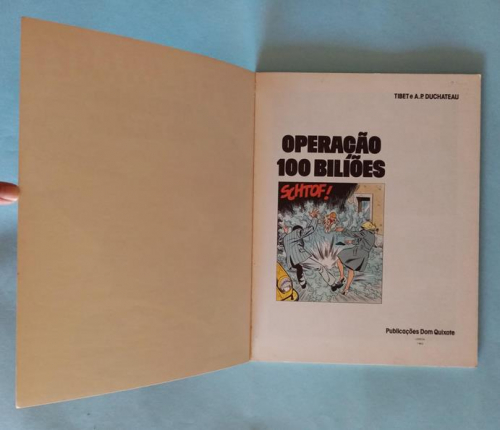 TIBET e A.P. DUCHATEAU
OPERAÇÃO
100 BILIÕES
SCHTOF!
Publicações Dom Quixote